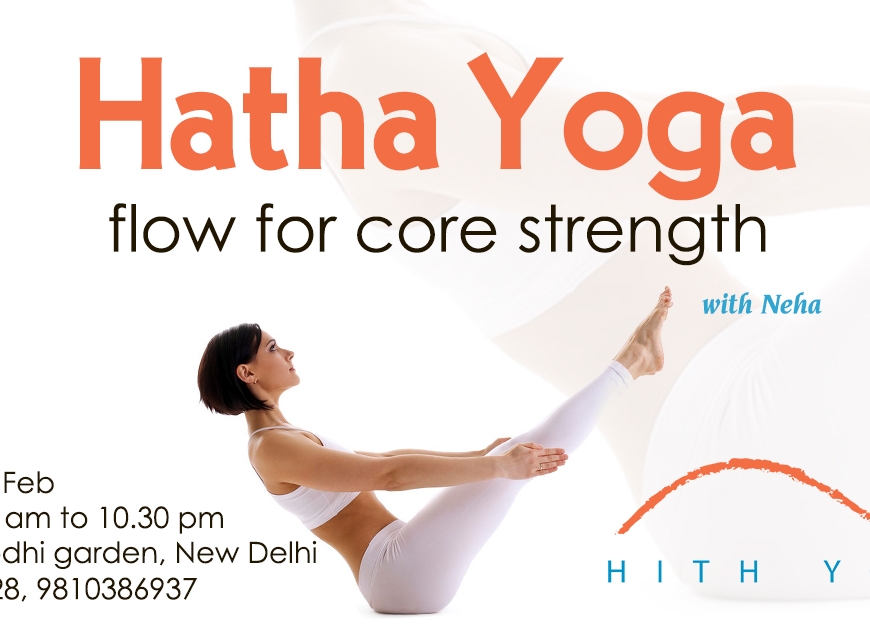 Hatha Yoga
flow for core strength
with Neha
Feb
am to 10.30 pm
dhi garden, New Delhi
28, 9810386937
HITH Y